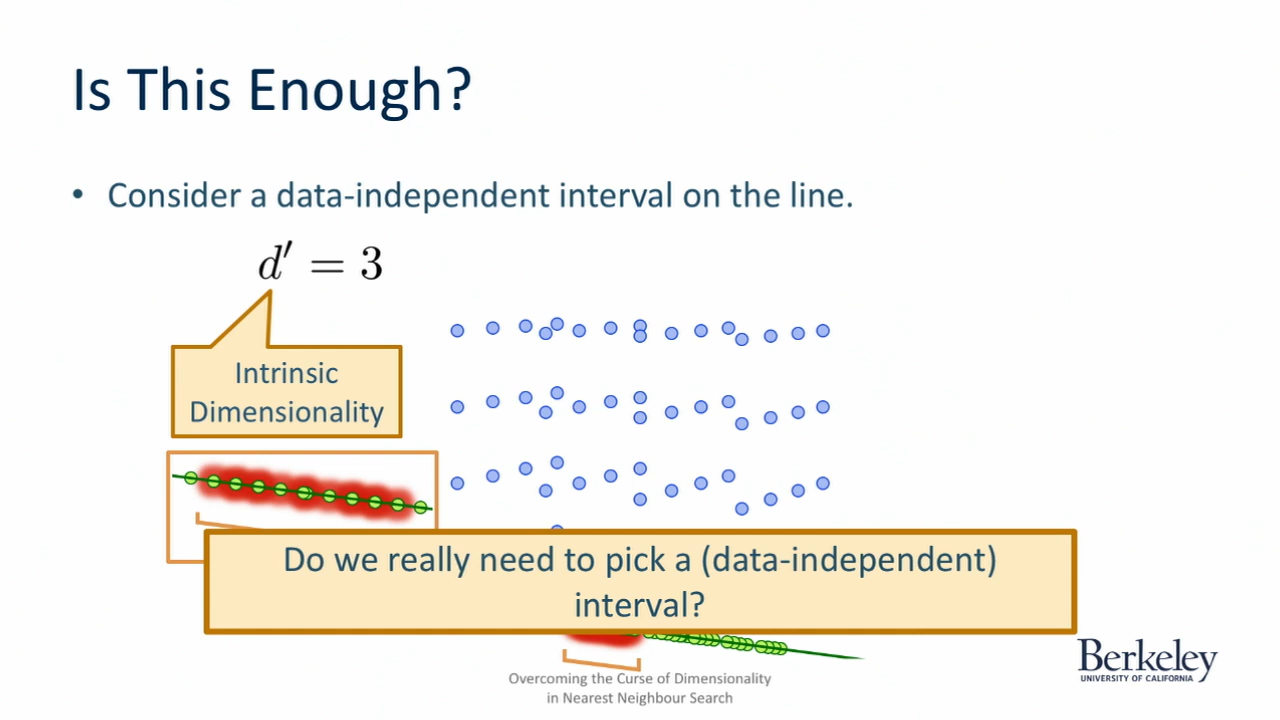 Is This Enough?
• Consider a data-independent interval on the line.
d′ = 3
Intrinsic
Dimensionality
Do we really need to pick a (data-independent)
interval?
Overcoming the Curse of Dimensionality
in Nearest Neighbour Search
Berkeley
UNIVERSITY OF CALIFORNIA